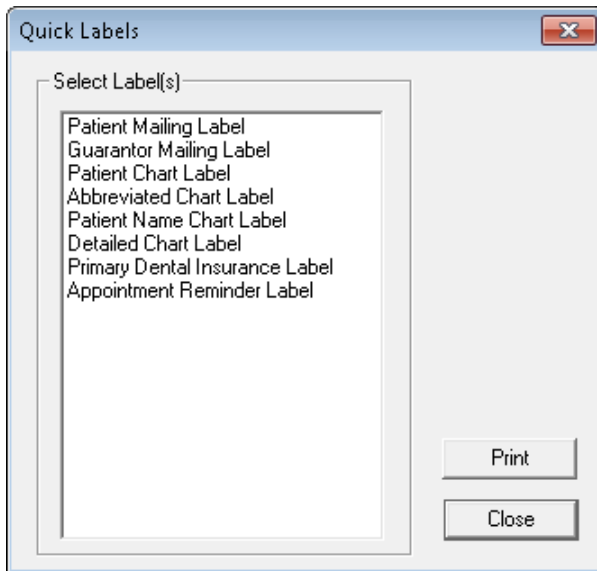 Quick Labels
Select Label(s)
Patient Mailing Label
Guarantor Mailing Label
Patient Chart Label
Abbreviated Chart Label
Patient Name Chart Label
Detailed Chart Label
Primary Dental Insurance Label
Appointment Reminder Label
Print
Close